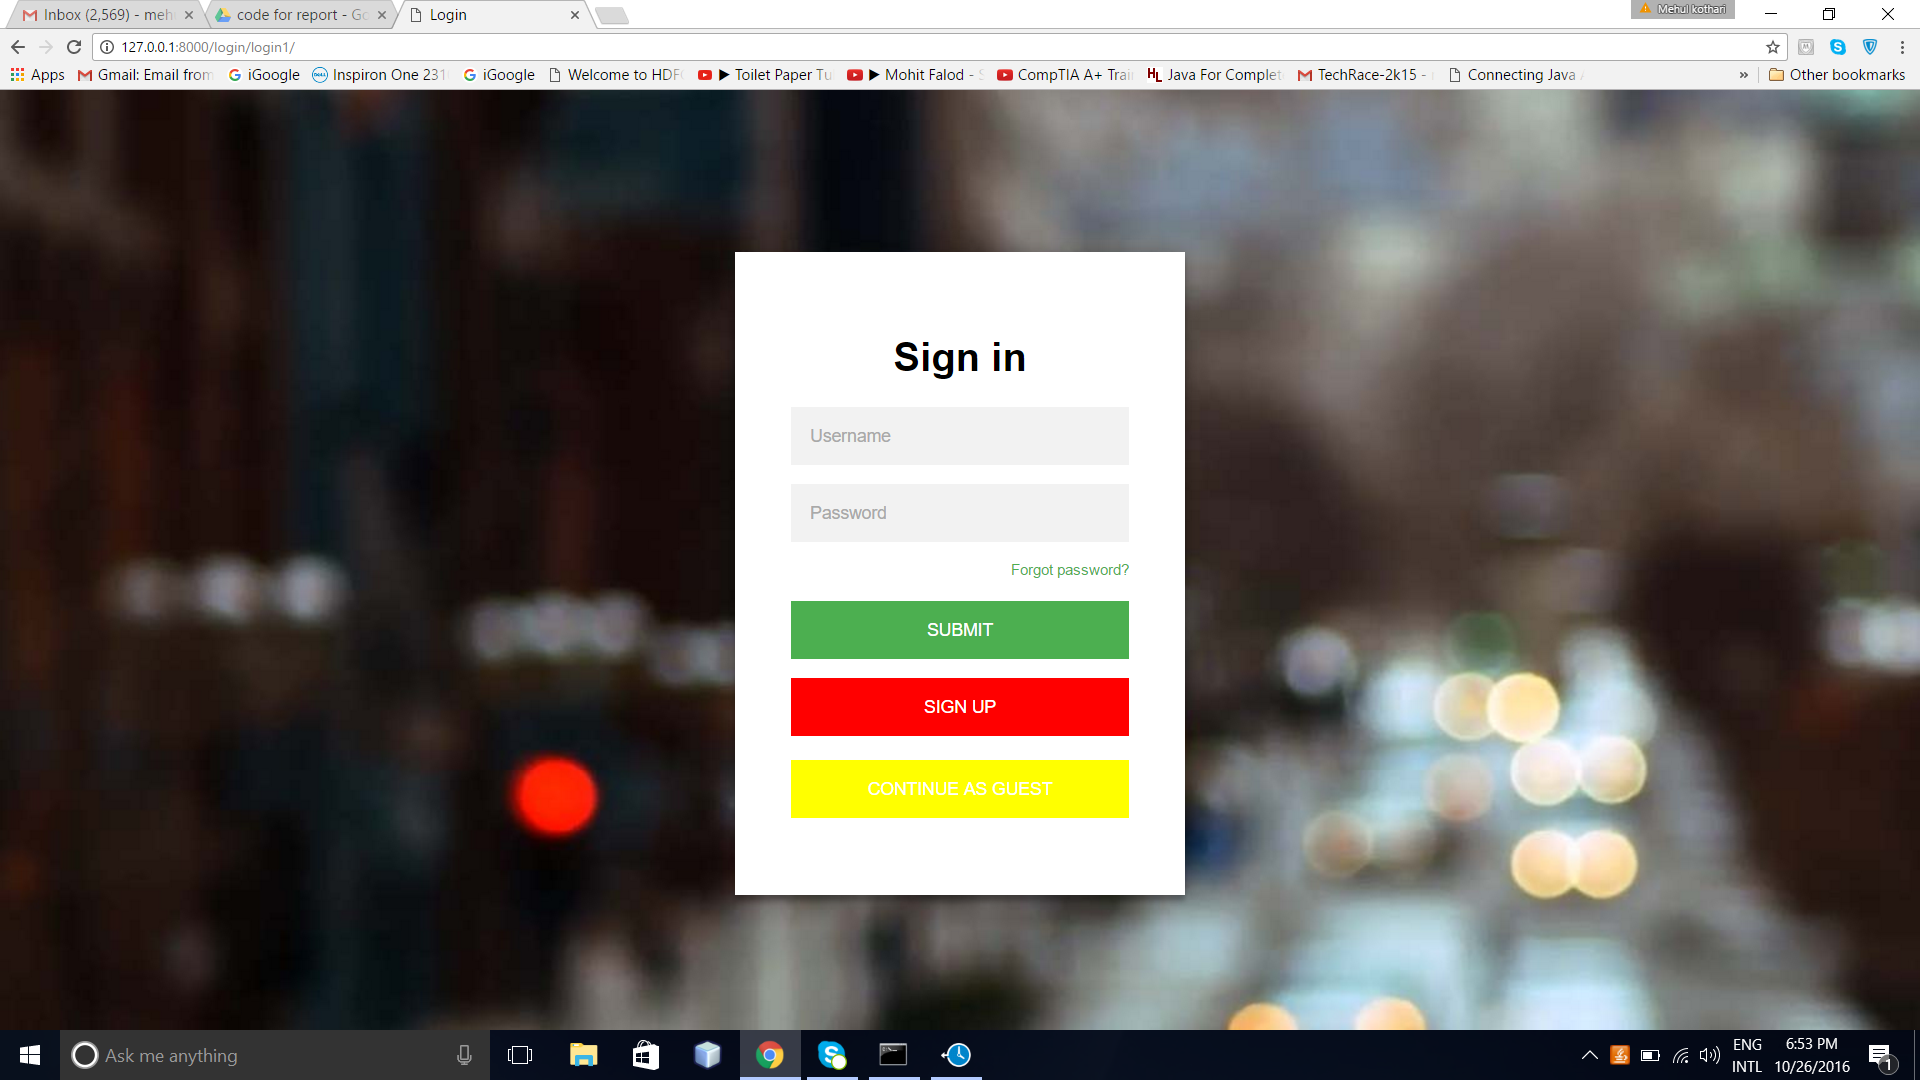 Inbox (2,569) - meh
code for report - Go
Login
Mehul kothari
127.0.0.1:8000/login/login1/
Apps
Gmail: Email from
iGoogle
Inspiron One 231
iGoogle
Welcome to HDF
▶ Toilet Paper Tu
▶ Mohit Falod - S
CompTIA A+ Trai
Java For Complet
TechRace-2k15 -
Connecting Java
»
Other bookmarks
Sign in
Username
Password
Forgot password?
SUBMIT
SIGN UP
CONTINUE AS GUEST
Ask me anything
ENG
INTL
6:53 PM
10/26/2016
1